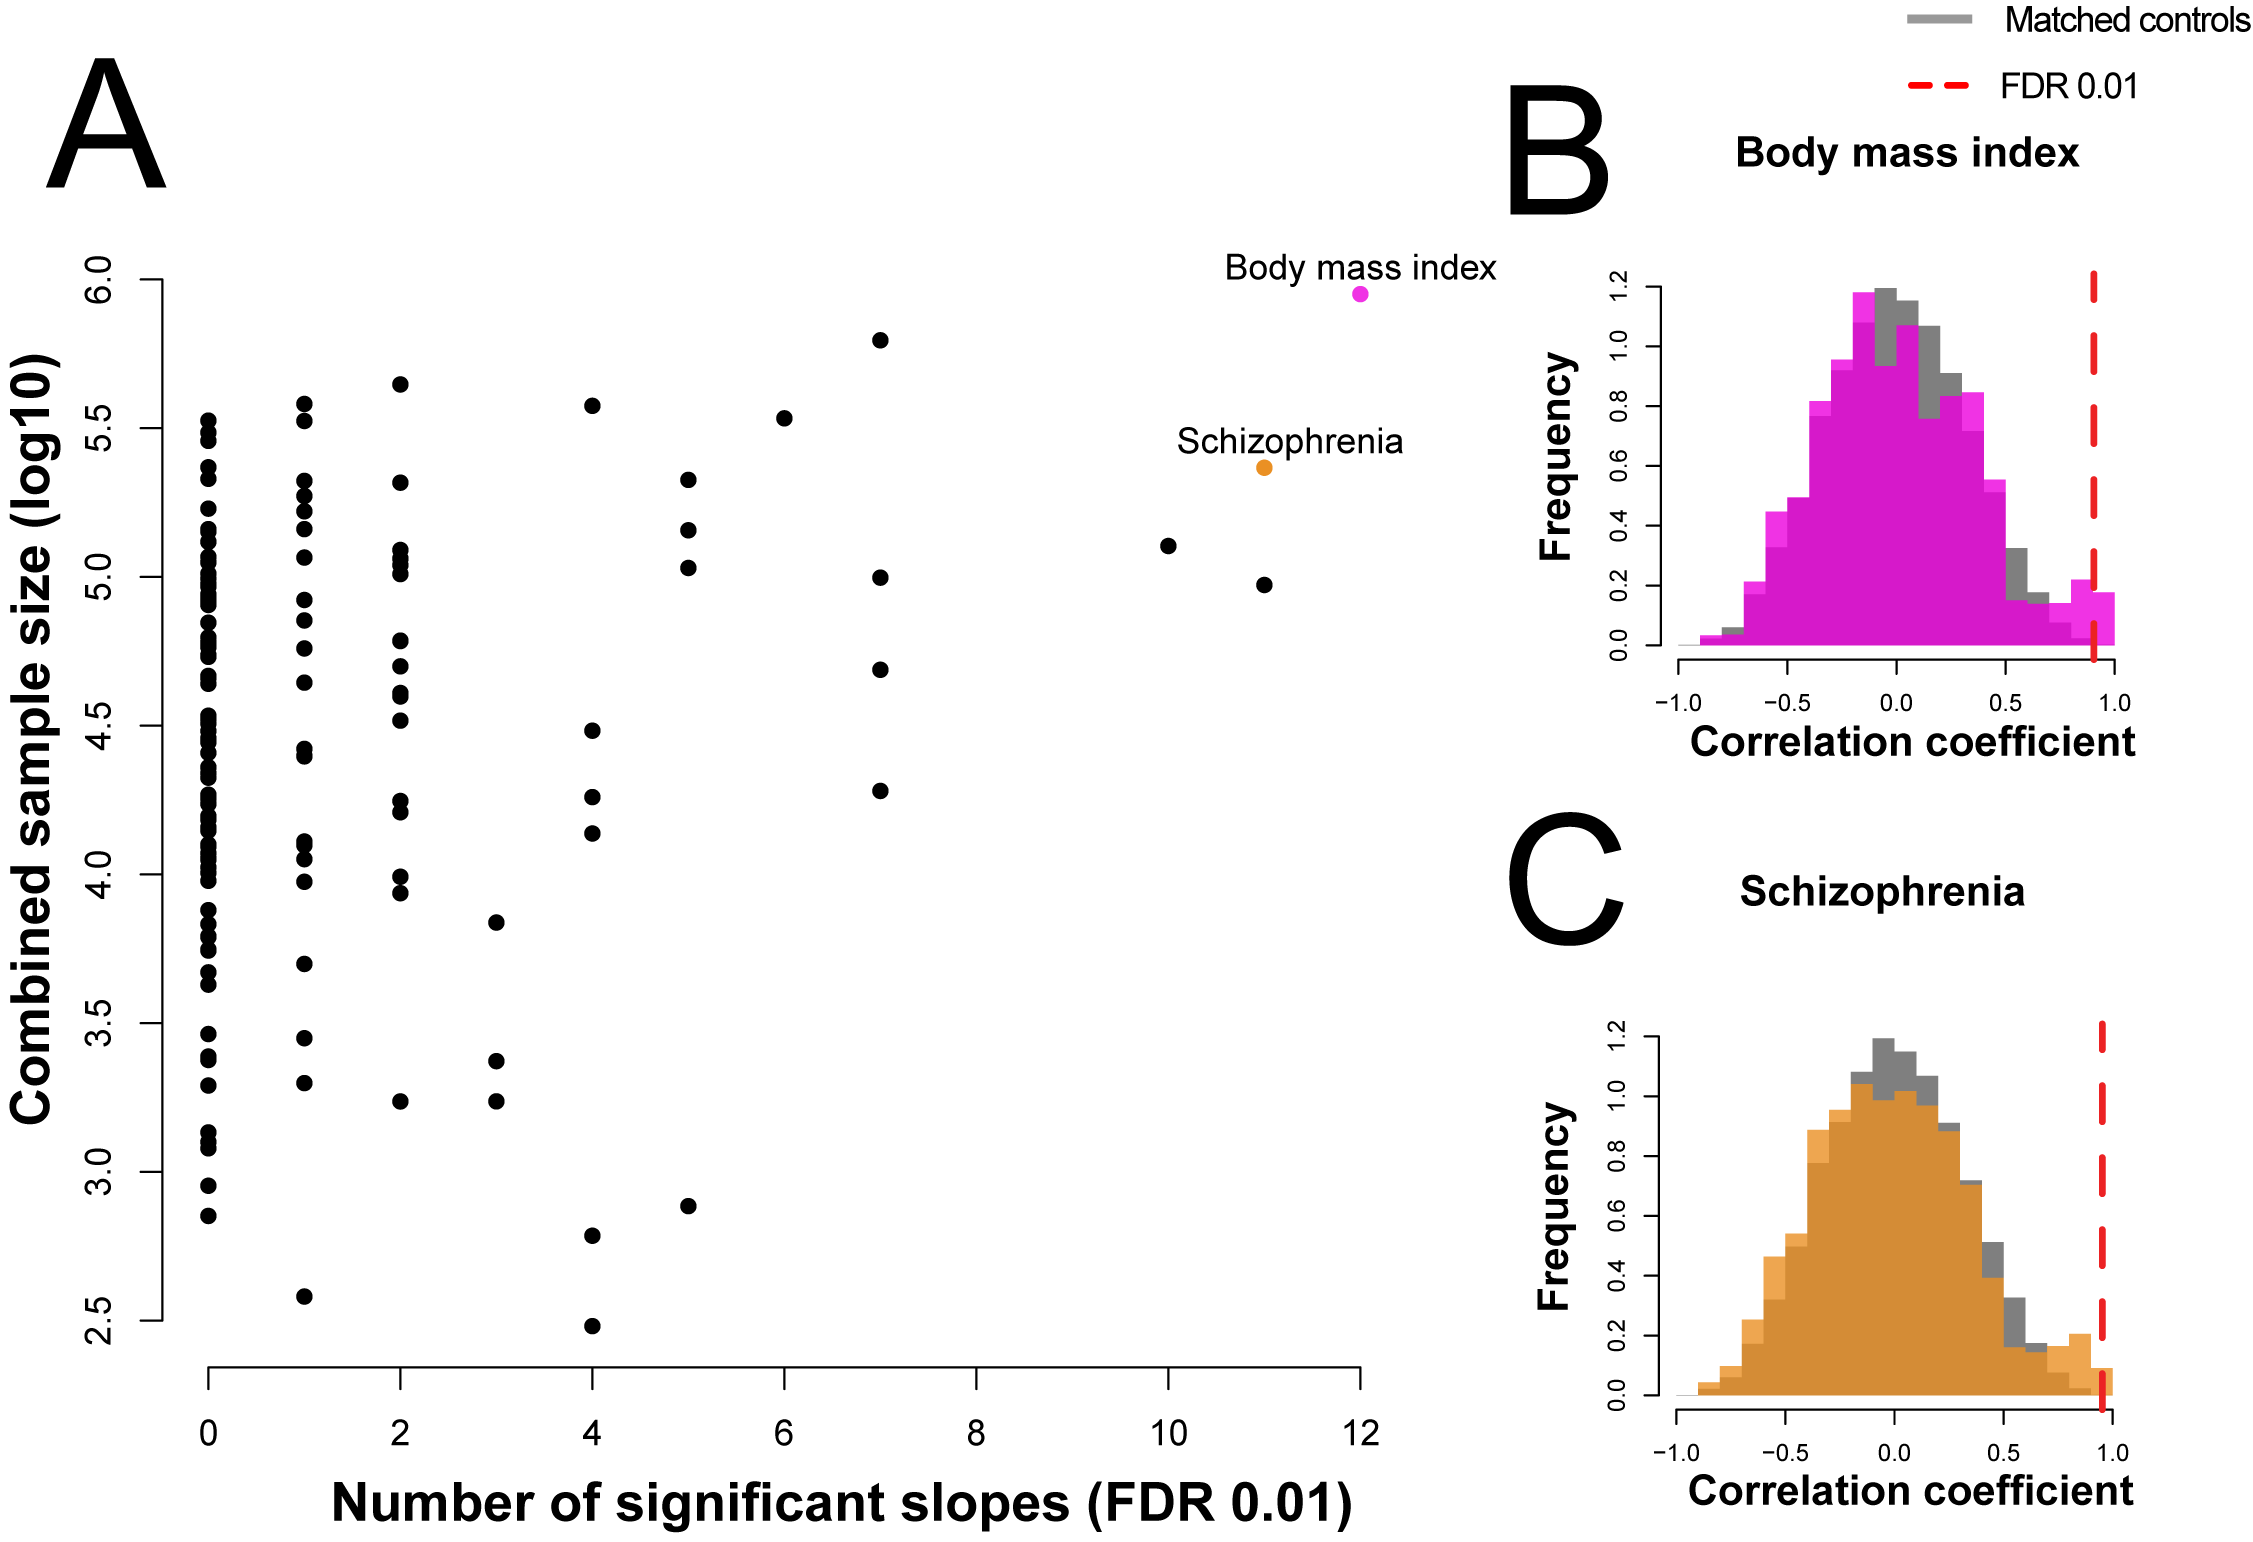 A
Combined sample size (log10)
6.0
5.5
5.0
4.5
4.0
3.5
3.0
2.5
Body mass index
Schizophrenia
0 2 4 6 8 10 12
Number of significant slopes (FDR 0.01)
Matched controls
FDR 0.01
B
Body mass index
Frequency
1.2
1.0
0.8
0.6
0.4
0.2
0.0
−1.0 −0.5 0.0 0.5 1.0
Correlation coefficient
C
Schizophrenia
Frequency
1.2
1.0
0.8
0.6
0.4
0.2
0.0
−1.0 −0.5 0.0 0.5 1.0
Correlation coefficient